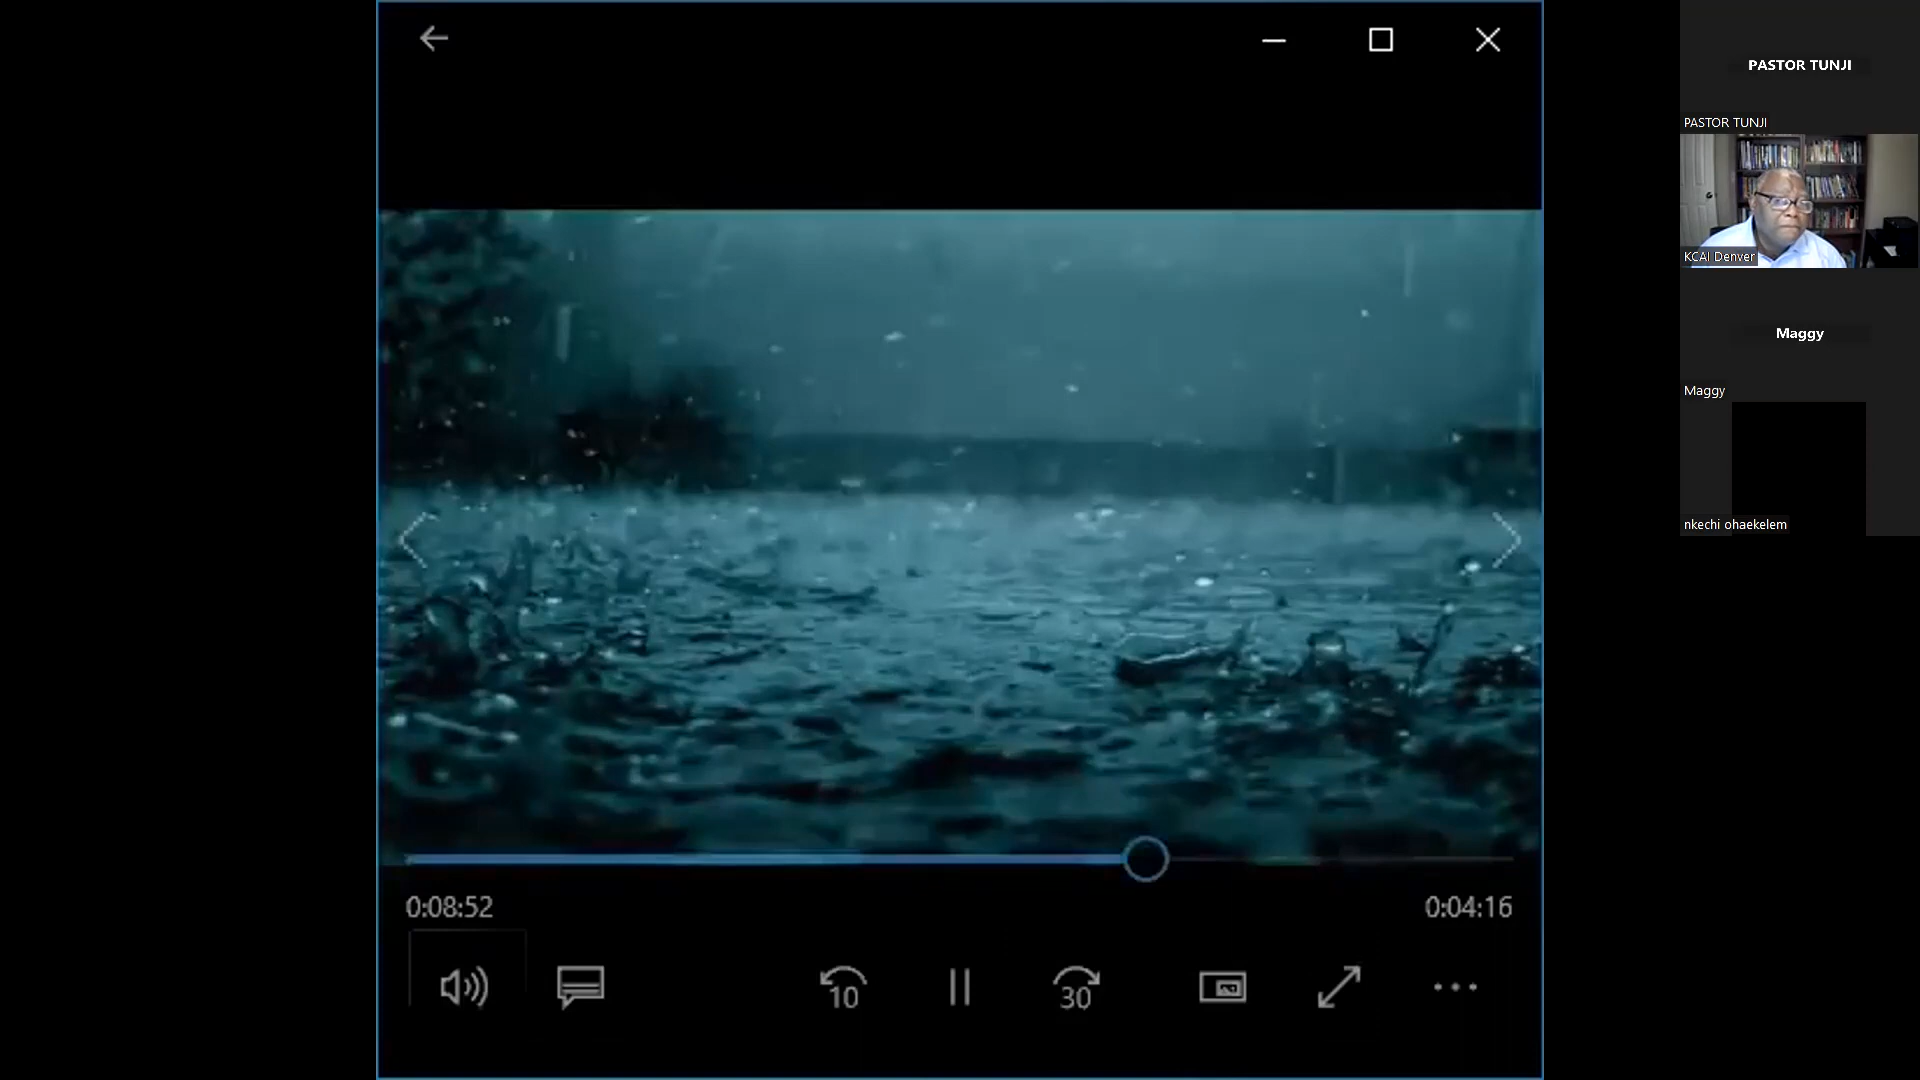 PASTOR TUNJI
PASTOR TUNJI
KCAI Denver
Maggy
Maggy
nkechi ohaekelem
0:08:52
0:04:16
10
30